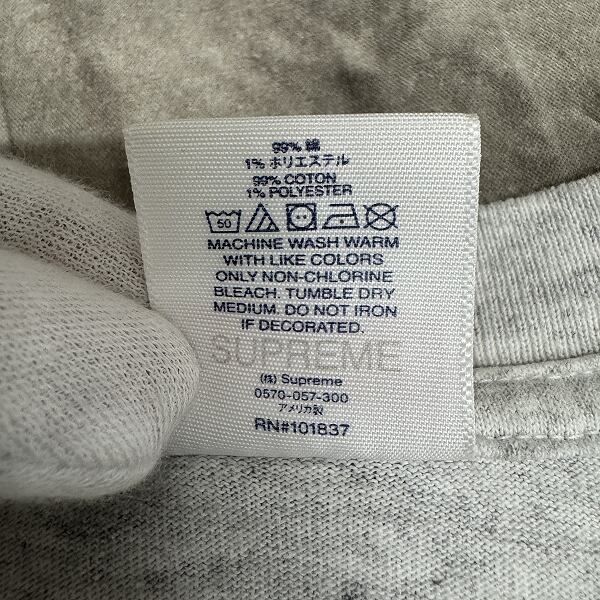 99% 綿
1% ホリエステル
99% COTON
1% POLYESTER
50
MACHINE WASH WARM
WITH LIKE COLORS
ONLY NON-CHLORINE
BLEACH. TUMBLE DRY
MEDIUM. DO NOT IRON
IF DECORATED.
SUPREME
(株) Supreme
0570-057-300
アメリカ製
RN#101837